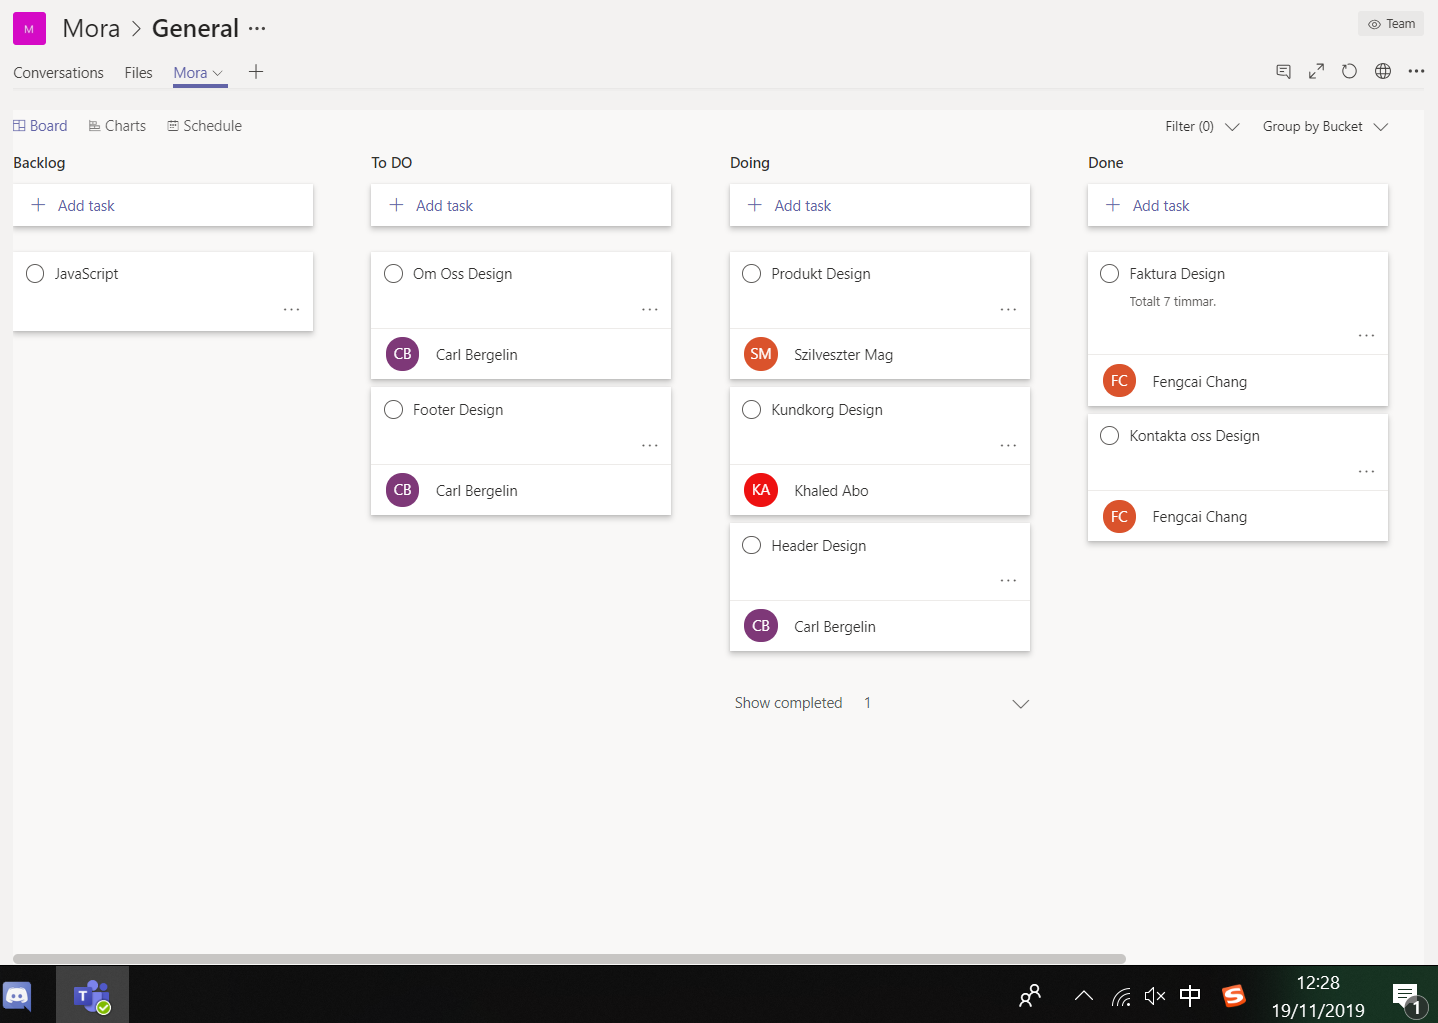 M
Mora > General ...
Team
Conversations
Files
Mora
Board
Charts
Schedule
Filter (0)
Group by Bucket
Backlog
Add task
JavaScript
To DO
Add task
Om Oss Design
CB Carl Bergelin
Footer Design
CB Carl Bergelin
Doing
Add task
Produkt Design
SM Szilveszter Mag
Kundkorg Design
KA Khaled Abo
Header Design
CB Carl Bergelin
Show completed 1
Done
Add task
Faktura Design
Totalt 7 timmar.
FC Fengcai Chang
Kontakta oss Design
FC Fengcai Chang
T
中
S
12:28
19/11/2019
1